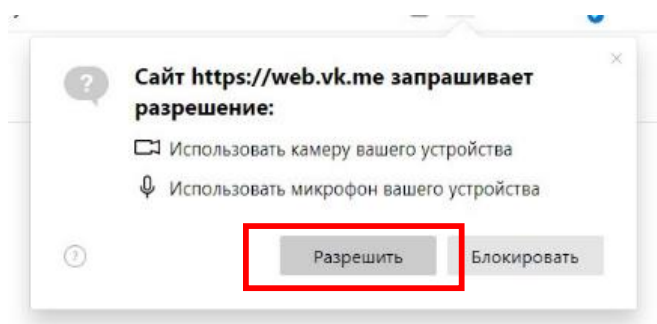 Сайт https://web.vk.me запрашивает
разрешение:
Использовать камеру вашего устройства
Использовать микрофон вашего устройства
Разрешить
Блокировать